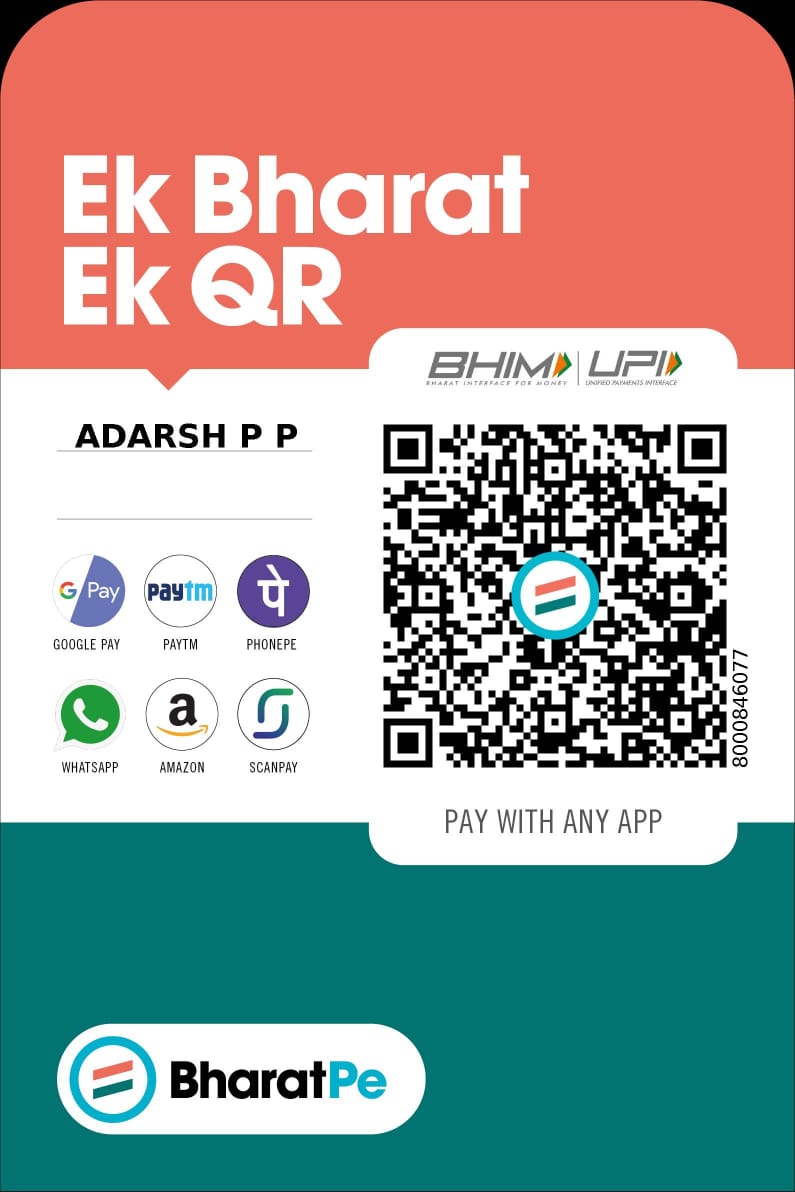 Ek Bharat
Ek QR
BHIM UPI
BHARAT INTERFACE FOR MONEY UNIFIED PAYMENTS INTERFACE
ADARSH P P
G Pay paytm पे
GOOGLE PAY PAYTM PHONEPE
a
WHATSAPP AMAZON SCANPAY
8000846077
PAY WITH ANY APP
BharatPe